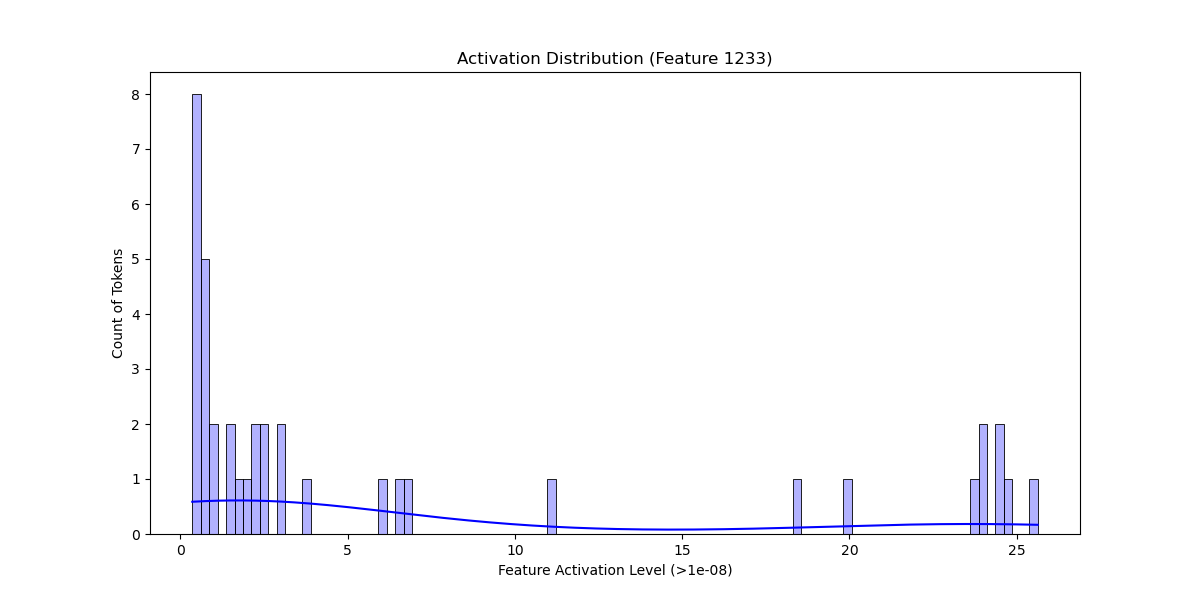 Activation Distribution (Feature 1233)
8
7
6
5
4
3
2
1
0
Count of Tokens
0 5 10 15 20 25
Feature Activation Level (>1e-08)